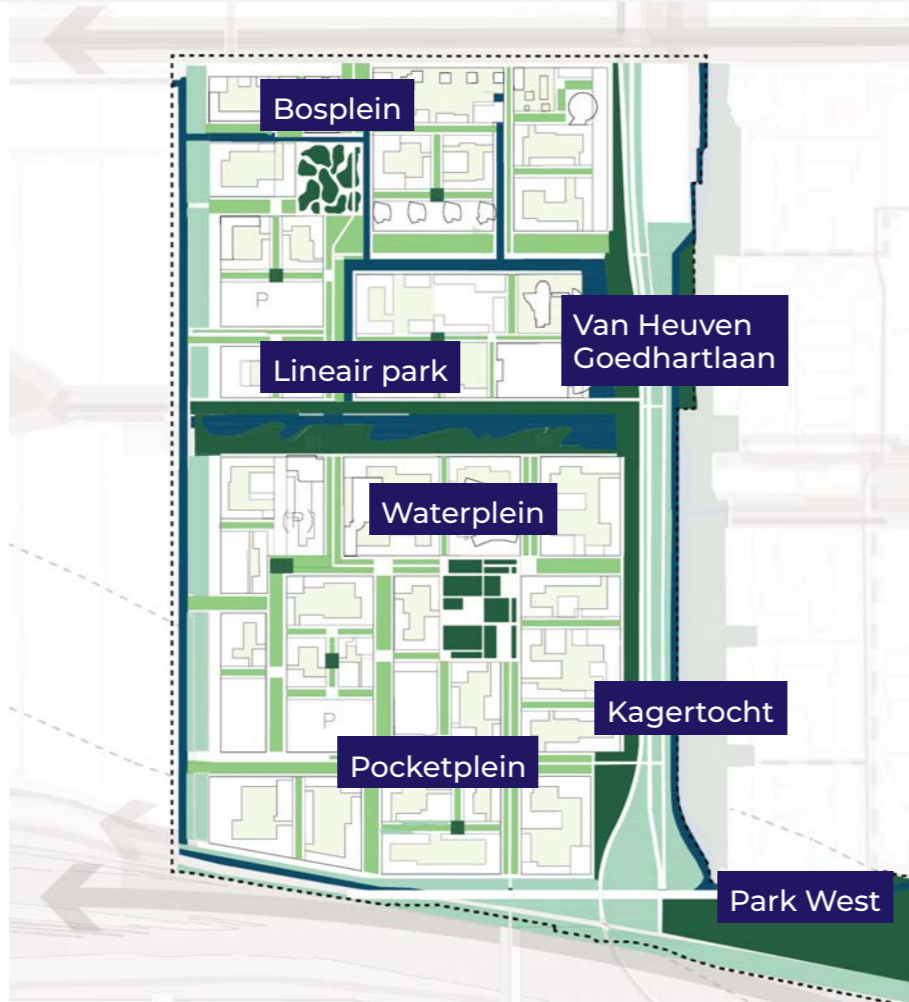 Bosplein
P
Van Heuven
Goedhartlaan
Lineair park
Waterplein
(P)
Kagertocht
P
Pocketplein
Park West